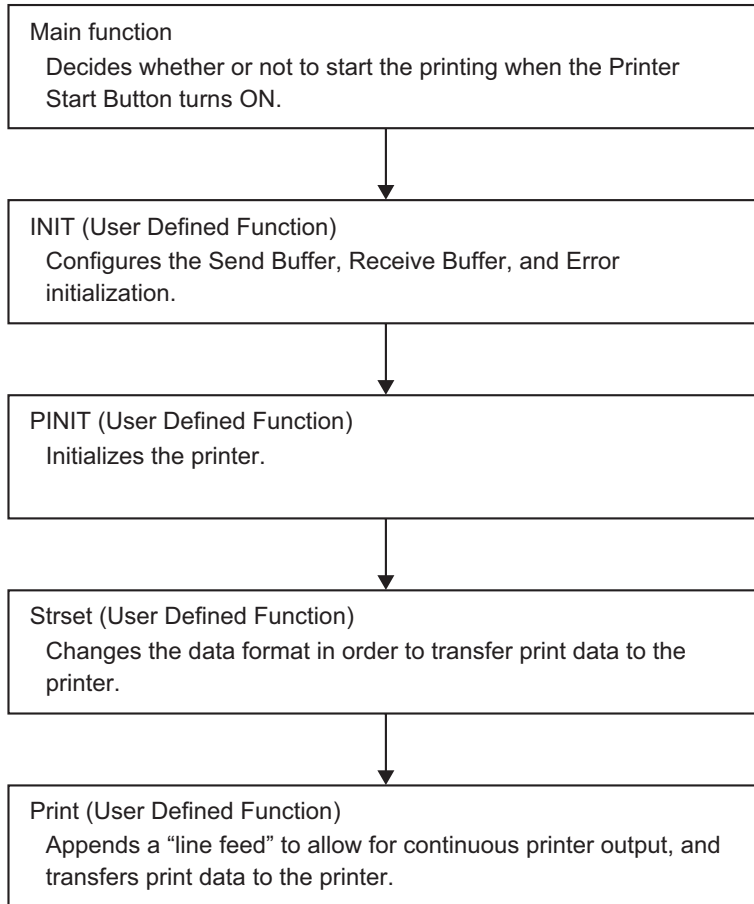 Main function
Decides whether or not to start the printing when the Printer
Start Button turns ON.
INIT (User Defined Function)
Configures the Send Buffer, Receive Buffer, and Error
initialization.
PINIT (User Defined Function)
Initializes the printer.
Strset (User Defined Function)
Changes the data format in order to transfer print data to the
printer.
Print (User Defined Function)
Appends a “line feed” to allow for continuous printer output, and
transfers print data to the printer.